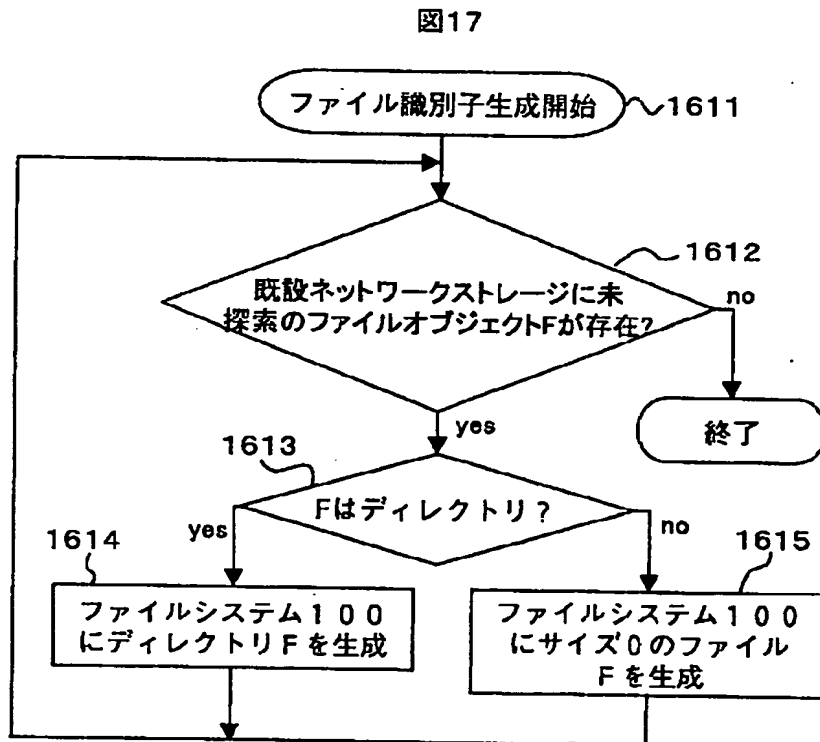 図17
ファイル識別子生成開始
1611
1612
既設ネットワークストレージに未
探索のファイルオブジェクトFが存在?
no
yes
終了
1613
Fはディレクトリ?
yes
no
1614
1615
ファイルシステム100
にディレクトリFを生成
ファイルシステム100
にサイズ0のファイル
Fを生成